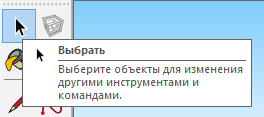 Выбрать
Выберите объекты для изменения
другими инструментами и
командами.